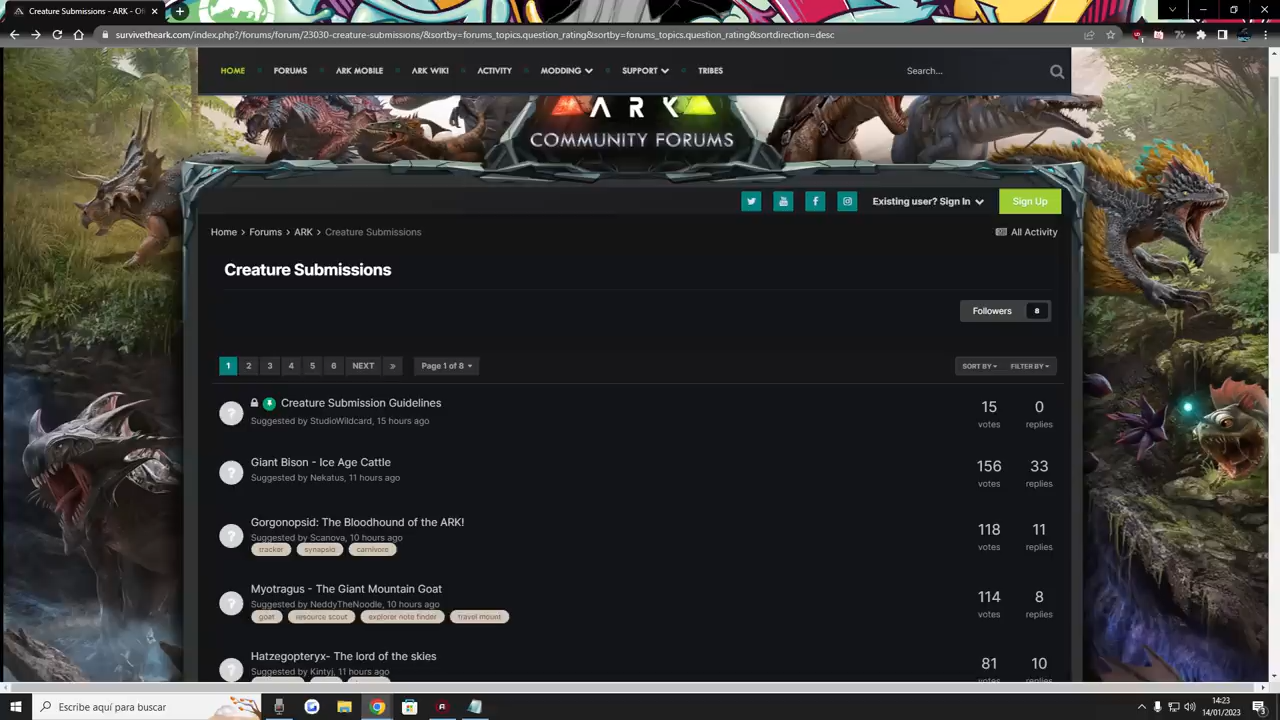 Creature Submissions - ARK - Of
survivetheark.com/index.php?/forums/forum/23030-creature-submissions/&sortby=forums_topics.question_rating&sortby=forums_topics.question_rating&sortdirection=desc
HOME
FORUMS
ARK MOBILE
ARK WIKI
ACTIVITY
MODDING
SUPPORT
TRIBES
Search...
ARK
COMMUNITY FORUMS
Existing user? Sign In
Sign Up
Home > Forums > ARK > Creature Submissions
All Activity
Creature Submissions
Followers 8
1 2 3 4 5 6 NEXT » Page 1 of 8
SORT BY FILTER BY
Creature Submission Guidelines
Suggested by StudioWildcard, 15 hours ago
15 votes
0 replies
Giant Bison - Ice Age Cattle
Suggested by Nekatus, 11 hours ago
156 votes
33 replies
Gorgonopsid: The Bloodhound of the ARK!
Suggested by Scanova, 10 hours ago
tracker synapsid carnivore
118 votes
11 replies
Myotragus - The Giant Mountain Goat
Suggested by NeddyTheNoodle, 10 hours ago
goat resource scout explorer note finder travel mount
114 votes
8 replies
Hatzegopteryx- The lord of the skies
Suggested by Kintyj, 11 hours ago
81 votes
10 replies
Escribe aquí para buscar
14:23
14/01/2023
3